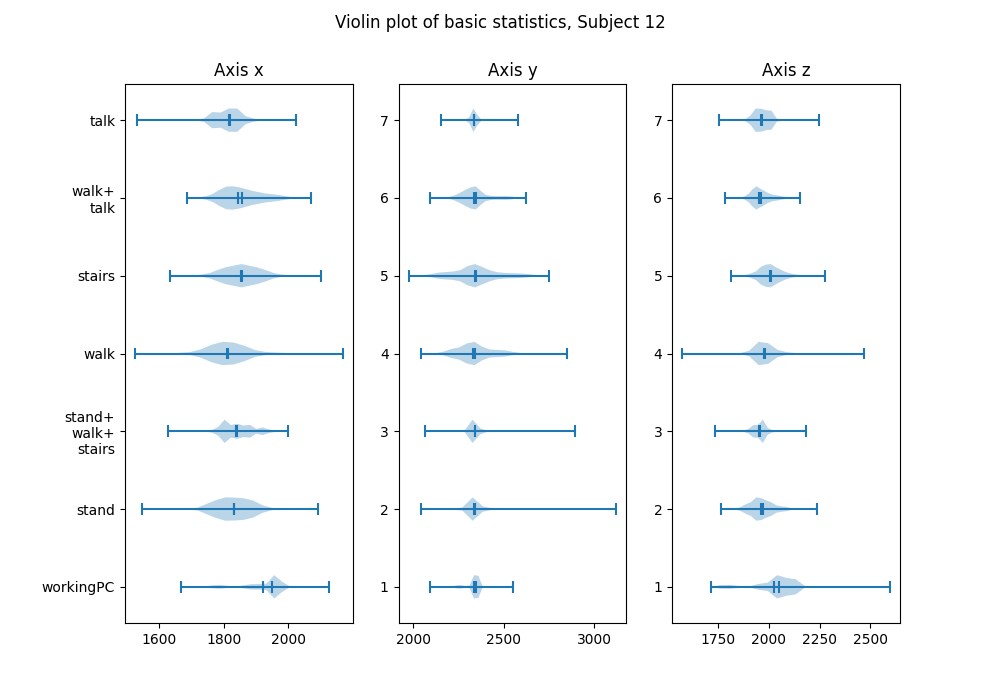 Violin plot of basic statistics, Subject 12
Axis x
Axis y
Axis z
talk
walk+
talk
stairs
walk
stand+
walk+
stairs
stand
workingPC
1600 1800 2000
7
6
5
4
3
2
1
2000 2500 3000
7
6
5
4
3
2
1
1750 2000 2250 2500